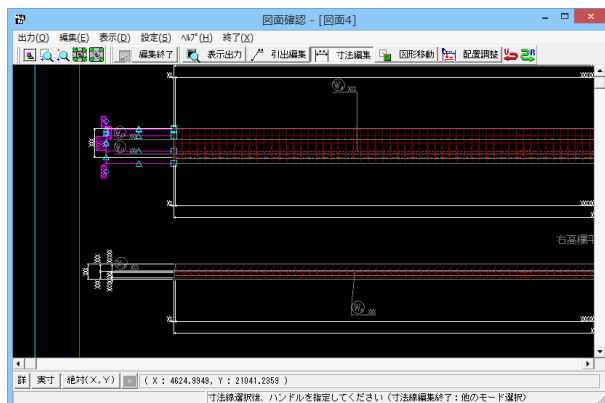 図面確認 - [図面4]
出力(O) 編集(E) 表示(D) 設定(S) ヘルプ(H) 終了(X)
編集終了 表示出力 引出編集 寸法編集 図形移動 配置調整
右高欄平
詳 実寸 絶対(X,Y) ( X : 4624.9949, Y : 21041.2359 )
寸法線選択後、ハンドルを指定してください（寸法線編集終了：他のモード選択）